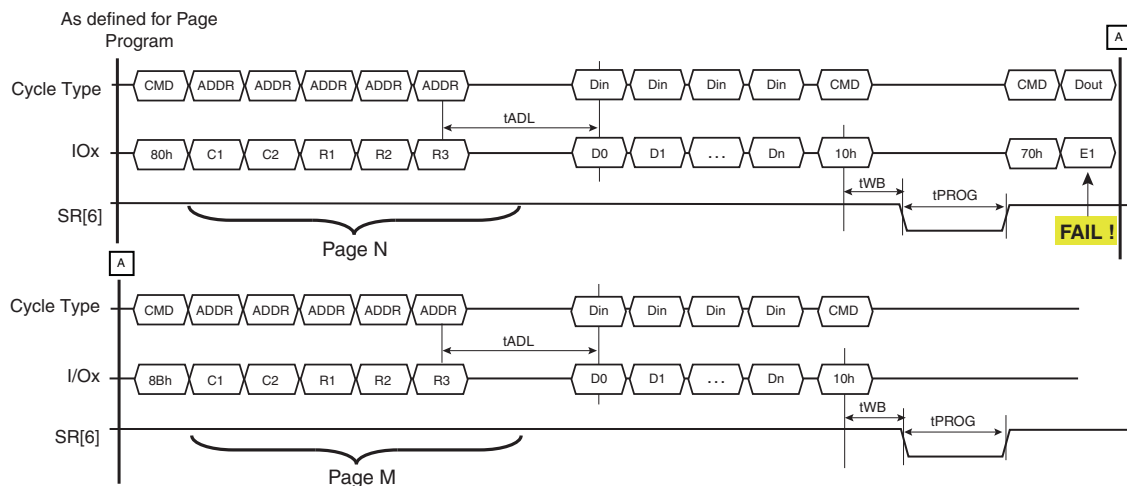 As defined for Page
Program
A
Cycle Type
CMD ADDR ADDR ADDR ADDR ADDR Din Din Din Din CMD CMD Dout
tADL
IOx
80h C1 C2 R1 R2 R3 D0 D1 ... Dn 10h 70h E1
tWB tPROG
SR[6]
Page N
FAIL !
A
Cycle Type
CMD ADDR ADDR ADDR ADDR ADDR Din Din Din Din CMD
tADL
I/Ox
8Bh C1 C2 R1 R2 R3 D0 D1 ... Dn 10h
tWB tPROG
SR[6]
Page M